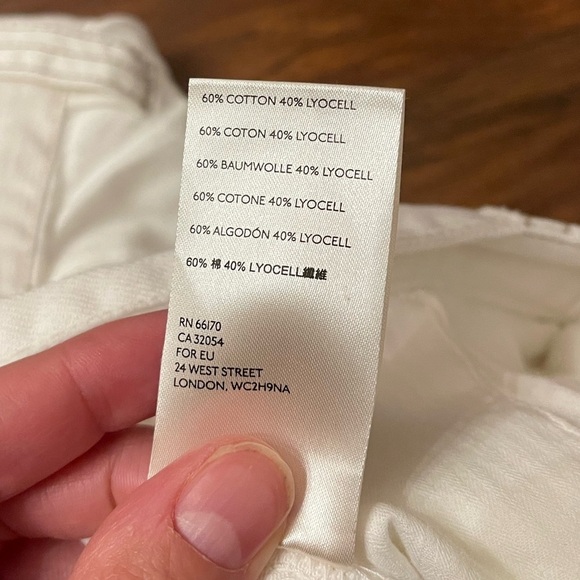 60% COTTON 40% LYOCELL
60% COTON 40% LYOCELL
60% BAUMWOLLE 40% LYOCELL
60% COTONE 40% LYOCELL
60% ALGODÓN 40% LYOCELL
60% 棉 40% LYOCELL纖維
RN 66170
CA 32054
FOR EU
24 WEST STREET
LONDON, WC2H9NA